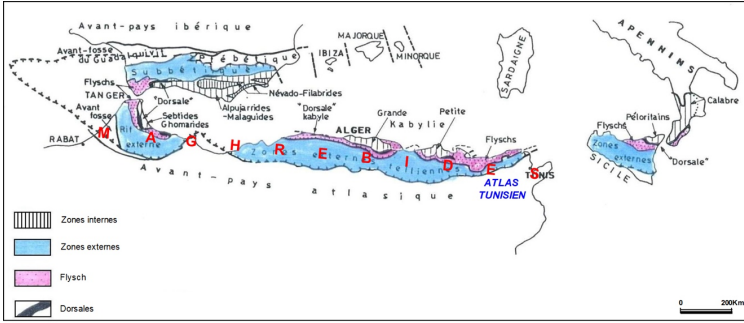 Avant-pays ibérique
Avant-fosse
du Guadalquivir
Prébétique
Subbétique
IBIZA
MAJORQUE
MINORQUE
SARDAIGNE
APENNINS
Flyschs
TANGER
Avant
fosse
"Dorsale"
Sebtides
Ghomarides
Névado-Filabrides
Alpujarrides
-Malaguides
"Dorsale"
kabyle
ALGER
Grande
Petite
Kabylie
Flyschs
Calabre
Péloritains
Flyschs
Zones
externes
"Dorsale"
SICILE
RABAT
Rif
externe
M A G H R E B I D E S
Zones externes telliennes
TUNIS
ATLAS
TUNISIEN
Avant-pays atlasique
Zones internes
Zones externes
Flysch
Dorsales
0 200Km